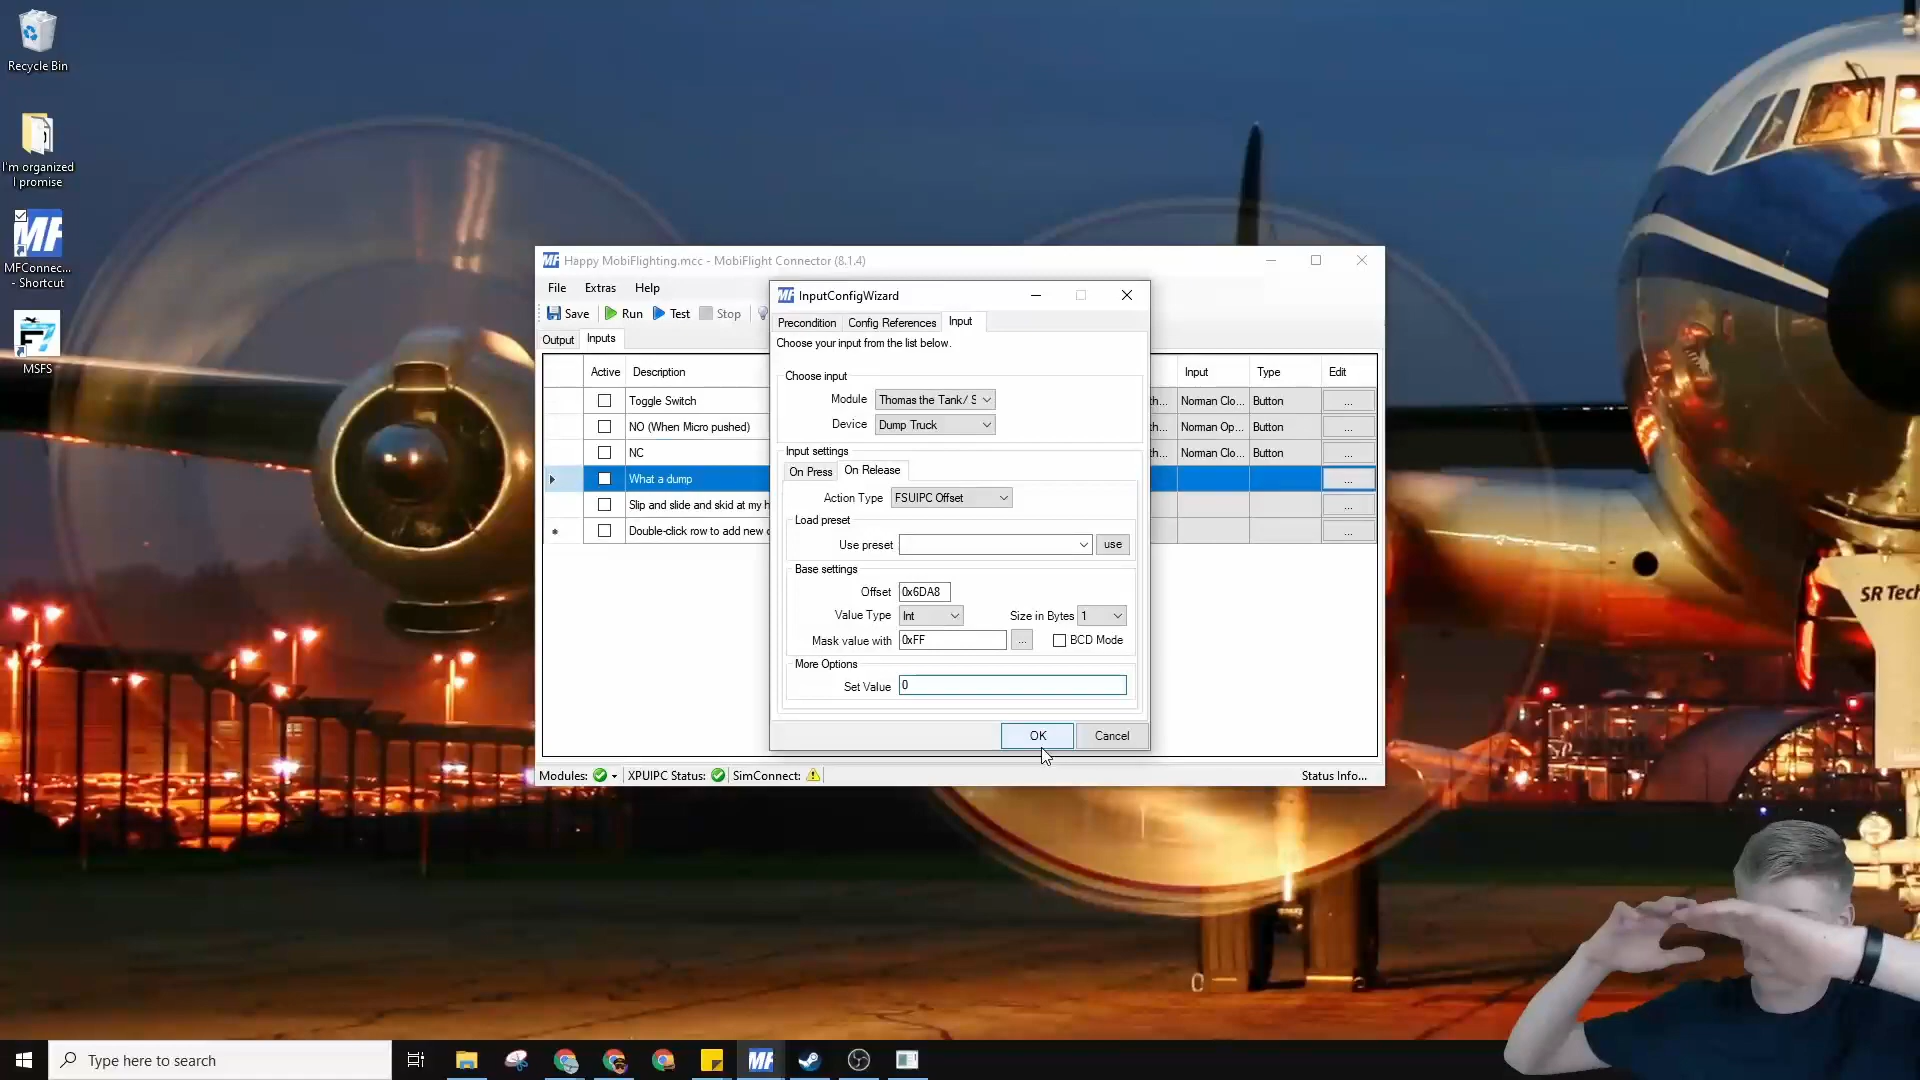 Recycle Bin
I'm organized
I promise
MFConnec...
- Shortcut
MSFS
MF Happy MobiFlighting.mcc - MobiFlight Connector (8.1.4)
File Extras Help
Save Run Test Stop
Output Inputs
Active Description Input Type Edit
Toggle Switch Norman Clo... Button ...
NO (When Micro pushed) Norman Op... Button ...
NC Norman Clo... Button ...
What a dump ...
Slip and slide and skid at my h ...
Double-click row to add new c ...
Modules: XPUIPC Status: SimConnect: Status Info...
MF InputConfigWizard
Precondition Config References Input
Choose your input from the list below.
Choose input
Module Thomas the Tank/ S
Device Dump Truck
Input settings
On Press On Release
Action Type FSUIPC Offset
Load preset
Use preset use
Base settings
Offset 0x6DA8
Value Type Int Size in Bytes 1
Mask value with 0xFF ... BCD Mode
More Options
Set Value 0
OK Cancel
SR Tech
Type here to search
MF